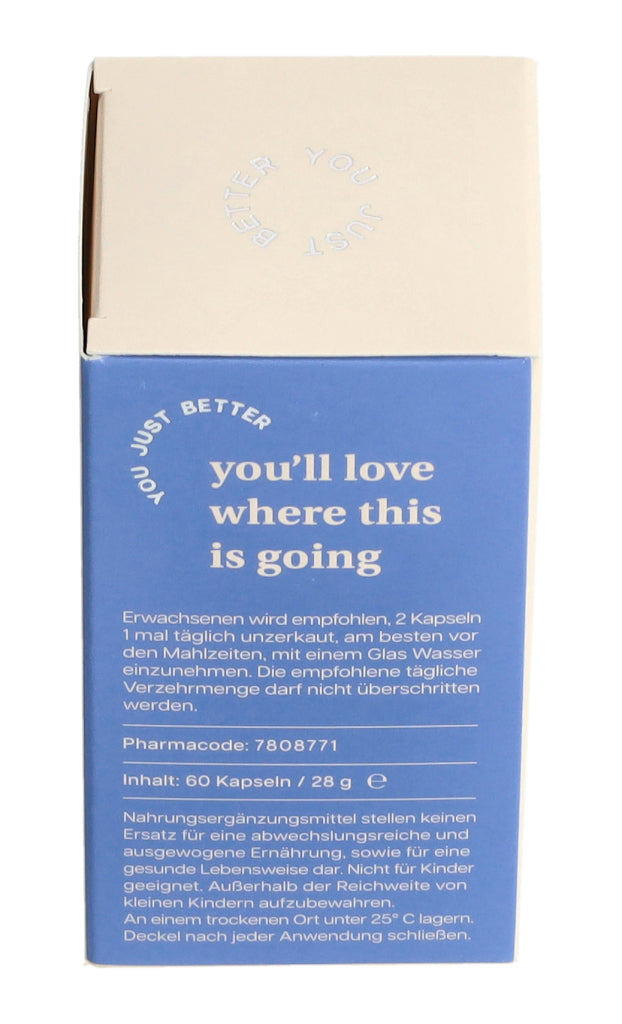 YOU JUST BETTER
YOU JUST BETTER
you'll love
where this
is going
Erwachsenen wird empfohlen, 2 Kapseln
1 mal täglich unzerkaut, am besten vor
den Mahlzeiten, mit einem Glas Wasser
einzunehmen. Die empfohlene tägliche
Verzehrmenge darf nicht überschritten
werden.
Pharmacode: 7808771
Inhalt: 60 Kapseln / 28 g ℮
Nahrungsergänzungsmittel stellen keinen
Ersatz für eine abwechslungsreiche und
ausgewogene Ernährung, sowie für eine
gesunde Lebensweise dar. Nicht für Kinder
geeignet. Außerhalb der Reichweite von
kleinen Kindern aufzubewahren.
An einem trockenen Ort unter 25° C lagern.
Deckel nach jeder Anwendung schließen.